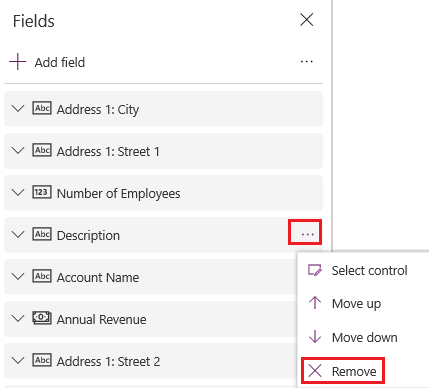 Fields
Add field
Abc Address 1: City
Abc Address 1: Street 1
123 Number of Employees
Abc Description
Abc Account Name
Annual Revenue
Abc Address 1: Street 2
Select control
Move up
Move down
Remove